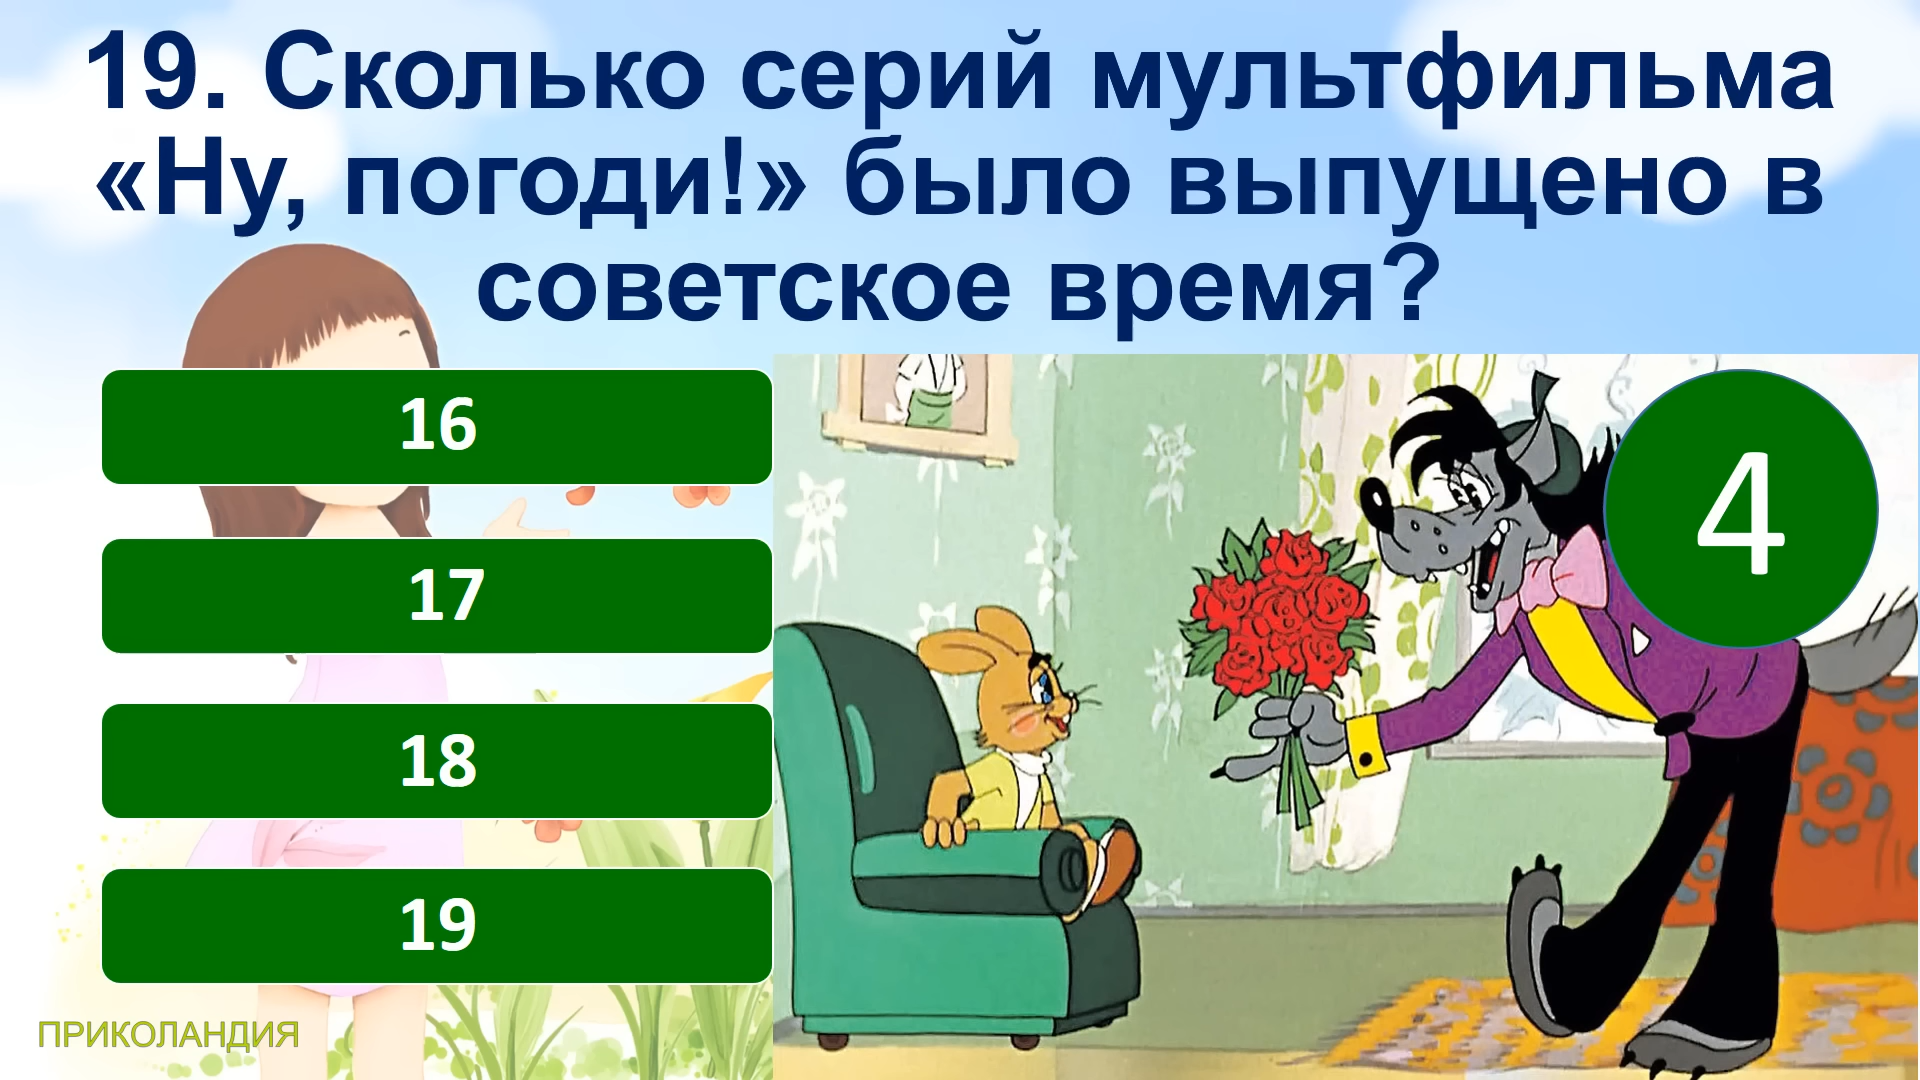 19. Сколько серий мультфильма
«Ну, погоди!» было выпущено в
советское время?
16
4
17
18
19
ПРИКОЛАНДИЯ